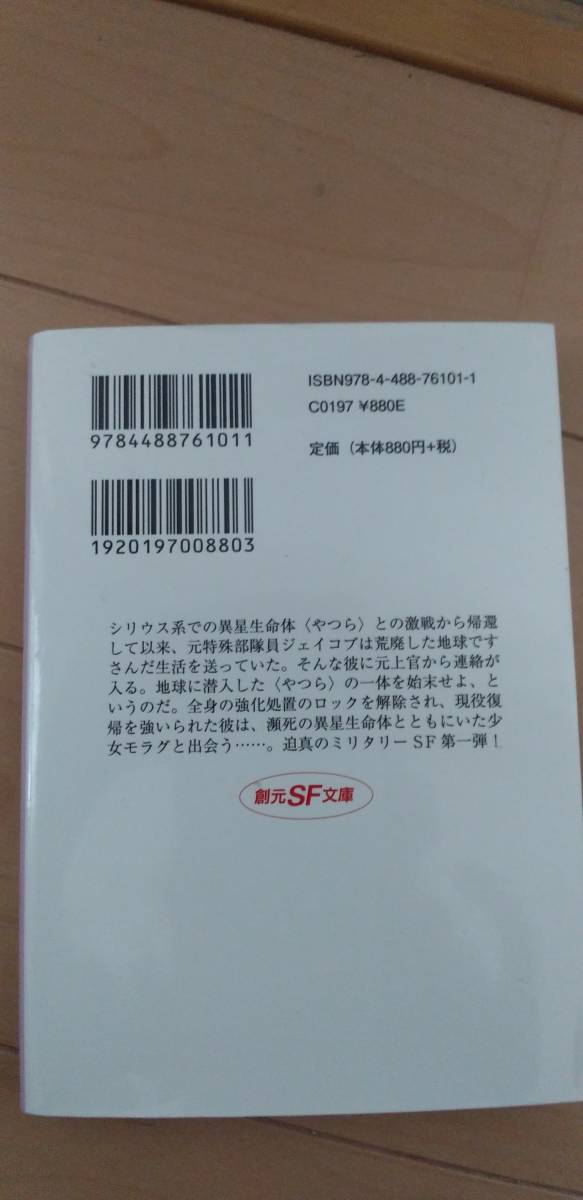 ISBN978-4-488-76101-1
C0197 ¥880E
9784488761011
定価(本体880円+税)
1920197008803
シリウス系での異星生命体〈やつら〉との激戦から帰還
して以来、元特殊部隊員ジェイコブは荒廃した地球です
さんだ生活を送っていた。そんな彼に元上官から連絡が
入る。地球に潜入した〈やつら〉の一体を始末せよ、と
いうのだ。全身の強化処置のロックを解除され、現役復
帰を強いられた彼は、瀕死の異星生命体とともにいた少
女モラグと出会う……。迫真のミリタリーSF第一弾!
創元SF文庫